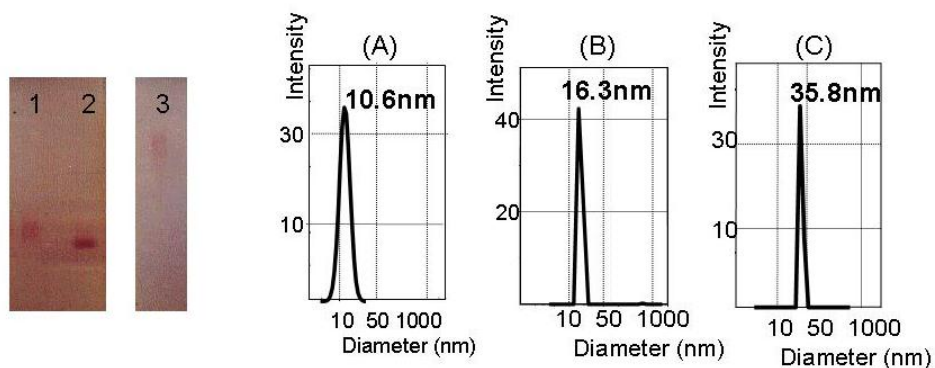 1 2 3
(A)
Intensity
10.6nm
30
10
10 50 1000
Diameter (nm)
(B)
Intensity
16.3nm
40
20
10 50 1000
Diameter (nm)
(C)
Intensity
35.8nm
30
10
10 50 1000
Diameter (nm)